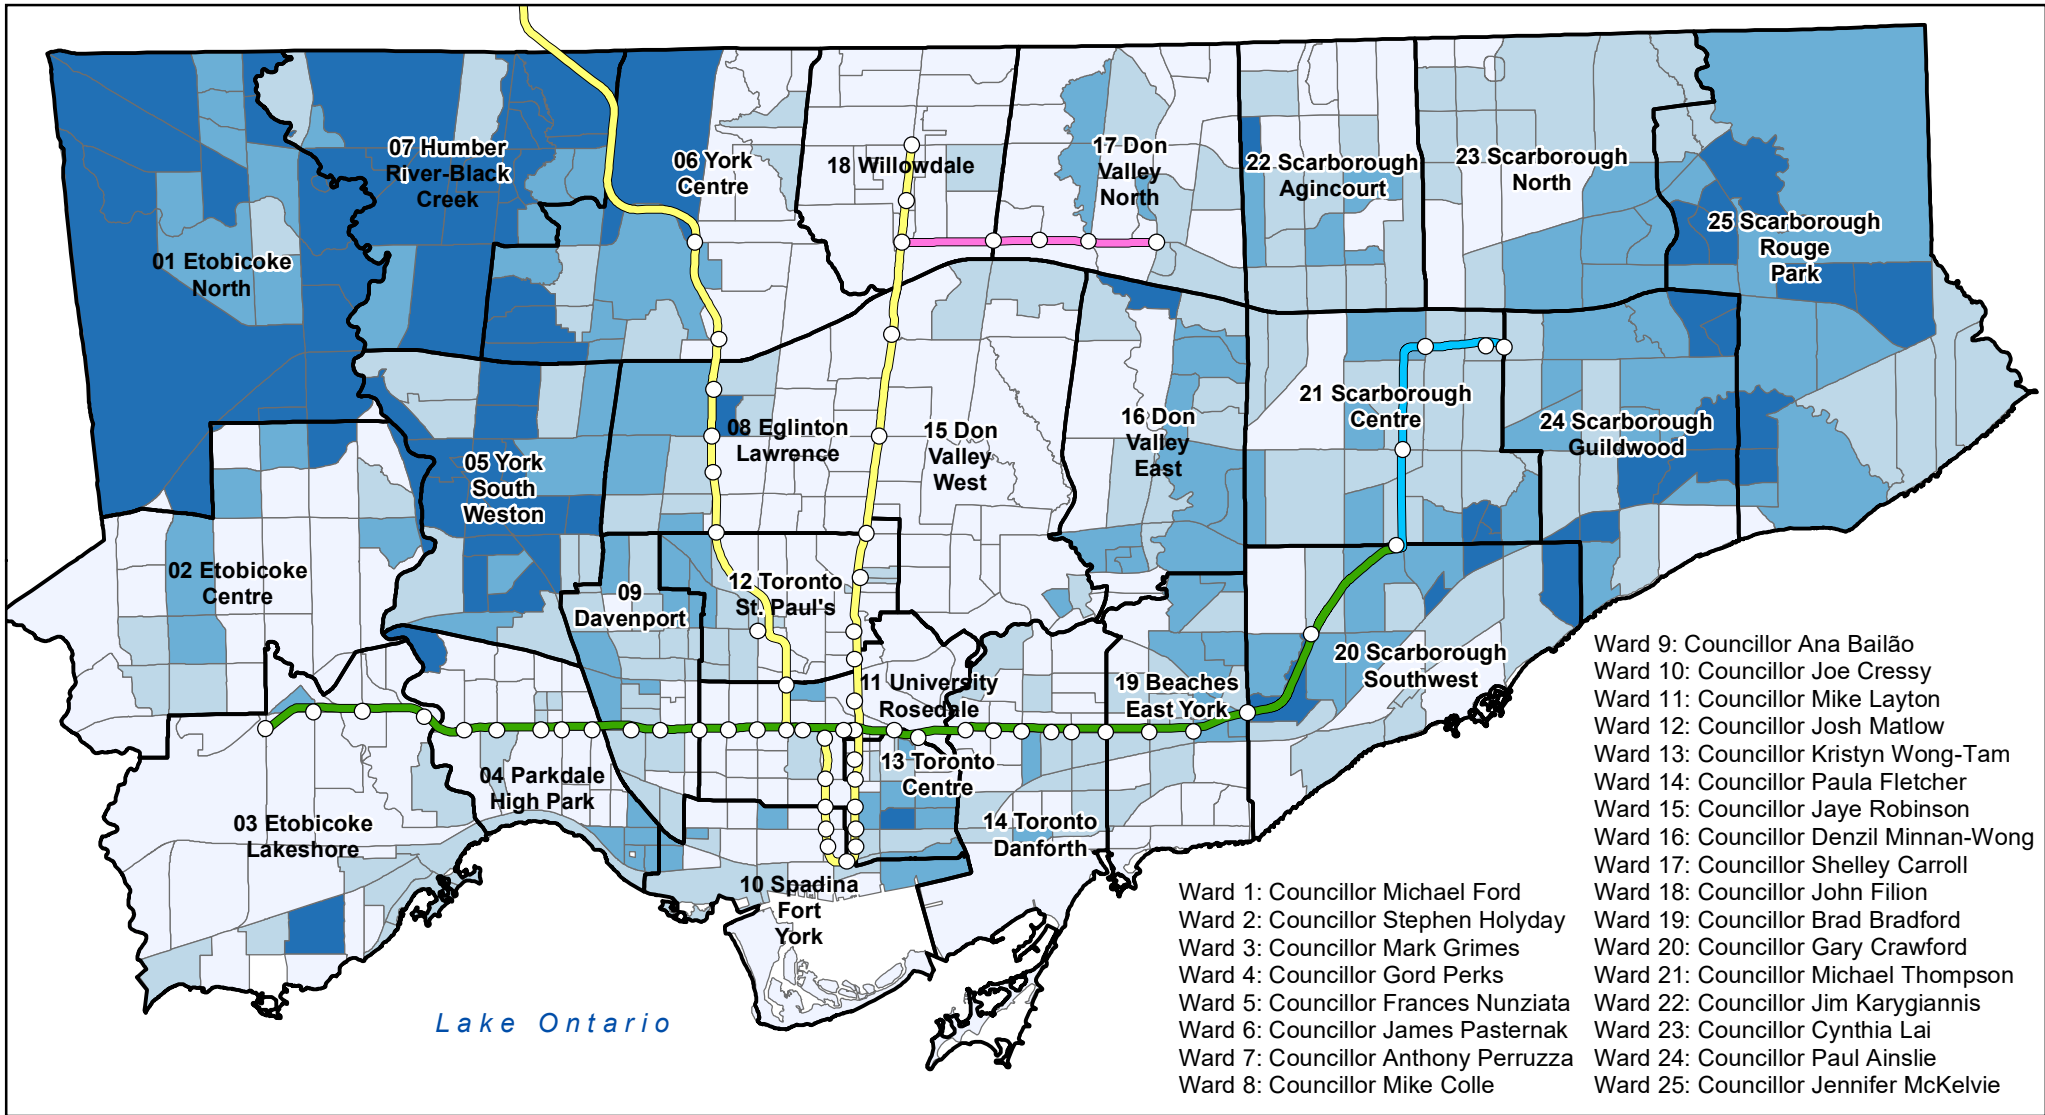 07 Humber
River-Black
Creek
06 York
Centre
18 Willowdale
17 Don
Valley
North
22 Scarborough
Agincourt
23 Scarborough
North
25 Scarborough
Rouge
Park
01 Etobicoke
North
05 York
South
Weston
08 Eglinton
Lawrence
15 Don
Valley
West
16 Don
Valley
East
21 Scarborough
Centre
24 Scarborough
Guildwood
02 Etobicoke
Centre
09
Davenport
12 Toronto
St. Paul's
11 University
Rosedale
19 Beaches
East York
20 Scarborough
Southwest
03 Etobicoke
Lakeshore
04 Parkdale
High Park
13 Toronto
Centre
14 Toronto
Danforth
10 Spadina
Fort
York
Lake Ontario
Ward 1: Councillor Michael Ford
Ward 2: Councillor Stephen Holyday
Ward 3: Councillor Mark Grimes
Ward 4: Councillor Gord Perks
Ward 5: Councillor Frances Nunziata
Ward 6: Councillor James Pasternak
Ward 7: Councillor Anthony Perruzza
Ward 8: Councillor Mike Colle
Ward 9: Councillor Ana Bailão
Ward 10: Councillor Joe Cressy
Ward 11: Councillor Mike Layton
Ward 12: Councillor Josh Matlow
Ward 13: Councillor Kristyn Wong-Tam
Ward 14: Councillor Paula Fletcher
Ward 15: Councillor Jaye Robinson
Ward 16: Councillor Denzil Minnan-Wong
Ward 17: Councillor Shelley Carroll
Ward 18: Councillor John Filion
Ward 19: Councillor Brad Bradford
Ward 20: Councillor Gary Crawford
Ward 21: Councillor Michael Thompson
Ward 22: Councillor Jim Karygiannis
Ward 23: Councillor Cynthia Lai
Ward 24: Councillor Paul Ainslie
Ward 25: Councillor Jennifer McKelvie